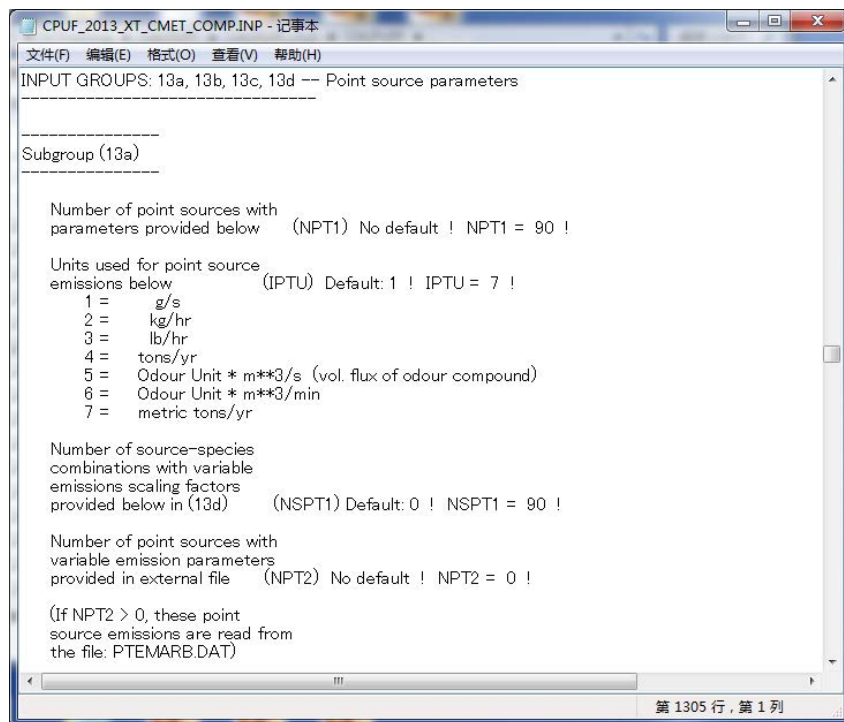 CPUF_2013_XT_CMET_COMP.INP - 记事本
文件(F) 编辑(E) 格式(O) 查看(V) 帮助(H)
INPUT GROUPS: 13a, 13b, 13c, 13d -- Point source parameters
--------------------------------
---------------
Subgroup (13a)
---------------
Number of point sources with
parameters provided below (NPT1) No default ! NPT1 = 90 !
Units used for point source
emissions below (IPTU) Default: 1 ! IPTU = 7 !
1 = g/s
2 = kg/hr
3 = lb/hr
4 = tons/yr
5 = Odour Unit * m**3/s (vol. flux of odour compound)
6 = Odour Unit * m**3/min
7 = metric tons/yr
Number of source-species
combinations with variable
emissions scaling factors
provided below in (13d) (NSPT1) Default: 0 ! NSPT1 = 90 !
Number of point sources with
variable emission parameters
provided in external file (NPT2) No default ! NPT2 = 0 !
(If NPT2 > 0, these point
source emissions are read from
the file: PTEMARB.DAT)
第 1305 行，第 1 列